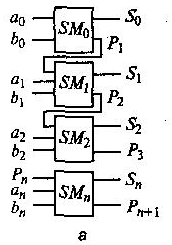 a₀ SM₀ S₀
b₀ P₁
a₁ SM₁ S₁
b₁ P₂
a₂ SM₂ S₂
b₂ P₃
Pₙ SMₙ Sₙ
aₙ
bₙ Pₙ₊₁
a